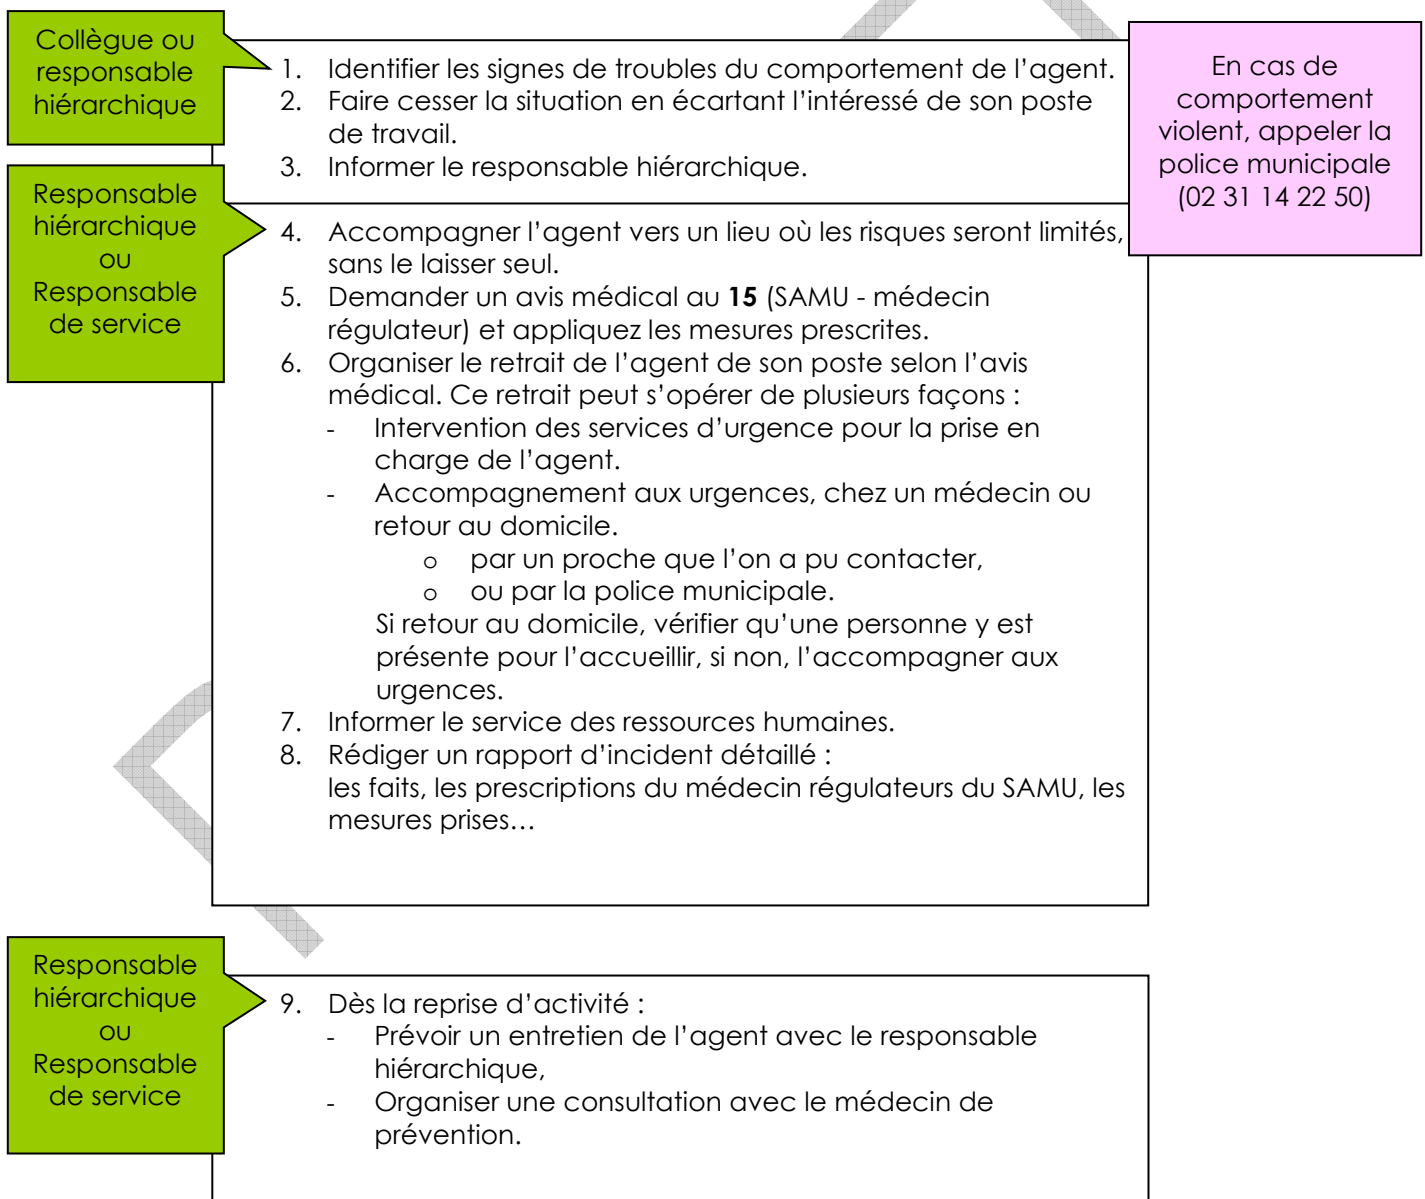 Collègue ou
responsable
hiérarchique
1. Identifier les signes de troubles du comportement de l’agent.
2. Faire cesser la situation en écartant l’intéressé de son poste
de travail.
3. Informer le responsable hiérarchique.
En cas de
comportement
violent, appeler la
police municipale
(02 31 14 22 50)
Responsable
hiérarchique
ou
Responsable
de service
4. Accompagner l’agent vers un lieu où les risques seront limités,
sans le laisser seul.
5. Demander un avis médical au 15 (SAMU - médecin
régulateur) et appliquez les mesures prescrites.
6. Organiser le retrait de l’agent de son poste selon l’avis
médical. Ce retrait peut s’opérer de plusieurs façons :
- Intervention des services d’urgence pour la prise en
charge de l’agent.
- Accompagnement aux urgences, chez un médecin ou
retour au domicile.
o par un proche que l’on a pu contacter,
o ou par la police municipale.
Si retour au domicile, vérifier qu’une personne y est
présente pour l’accueillir, si non, l’accompagner aux
urgences.
7. Informer le service des ressources humaines.
8. Rédiger un rapport d’incident détaillé :
les faits, les prescriptions du médecin régulateurs du SAMU, les
mesures prises…
Responsable
hiérarchique
ou
Responsable
de service
9. Dès la reprise d’activité :
- Prévoir un entretien de l’agent avec le responsable
hiérarchique,
- Organiser une consultation avec le médecin de
prévention.